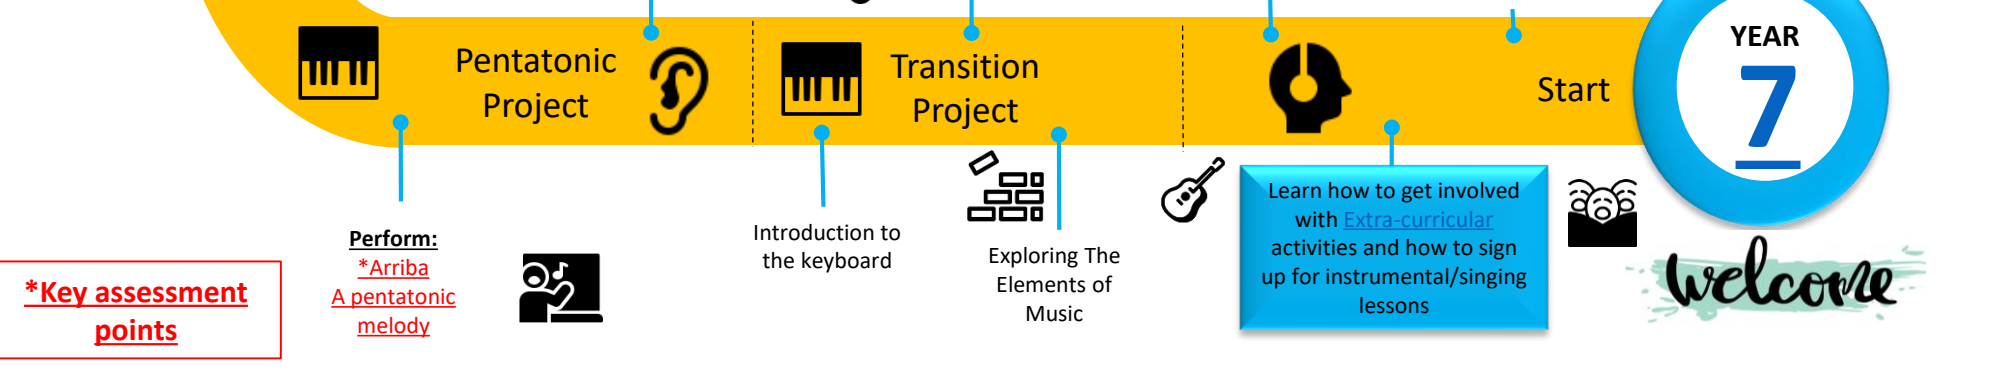 Pentatonic
Project
Transition
Project
Start
YEAR
7
Perform:
*Arriba
A pentatonic
melody
*Key assessment
points
Introduction to
the keyboard
Exploring The
Elements of
Music
Learn how to get involved
with Extra-curricular
activities and how to sign
up for instrumental/singing
lessons
welcome